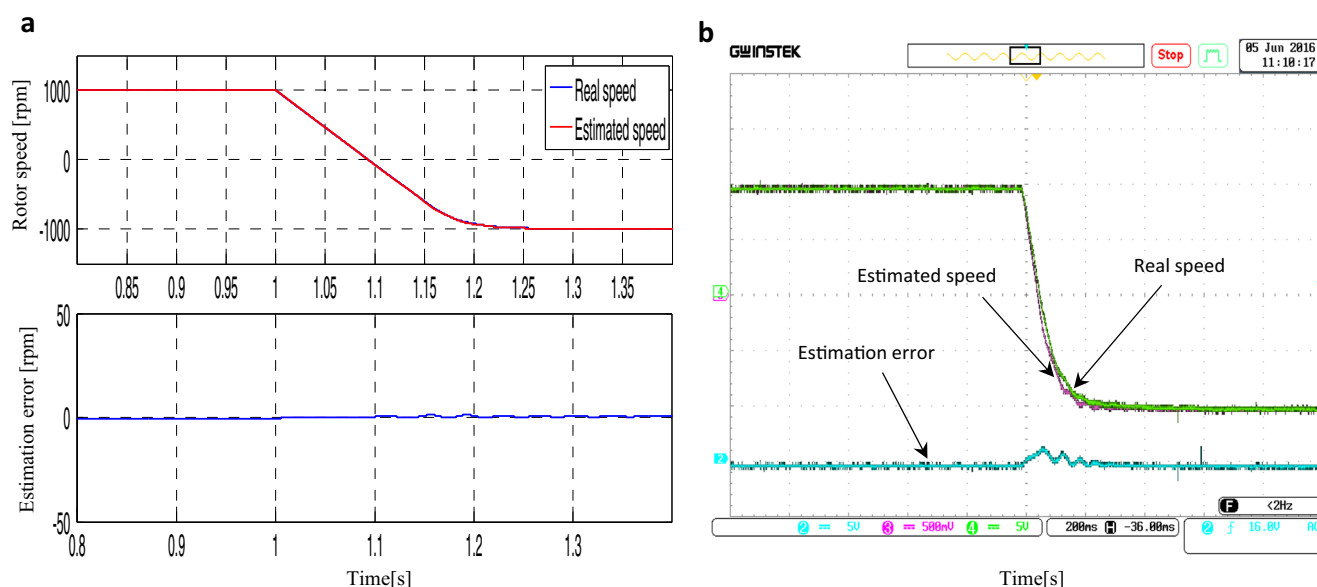 a
Rotor speed [rpm]
1000
0
-1000
Real speed
Estimated speed
0.85 0.9 0.95 1 1.05 1.1 1.15 1.2 1.25 1.3 1.35
Estimation error [rpm]
50
0
-50
0.8 0.9 1 1.1 1.2 1.3
Time[s]
b
GWINSTEK
Stop
05 Jun 2016
11:10:17
Estimated speed
Real speed
Estimation error
4
2
F <2Hz
2 5V 3 500mV 4 5V
200ms H -36.00ms
2 16.0V AC
Time[s]